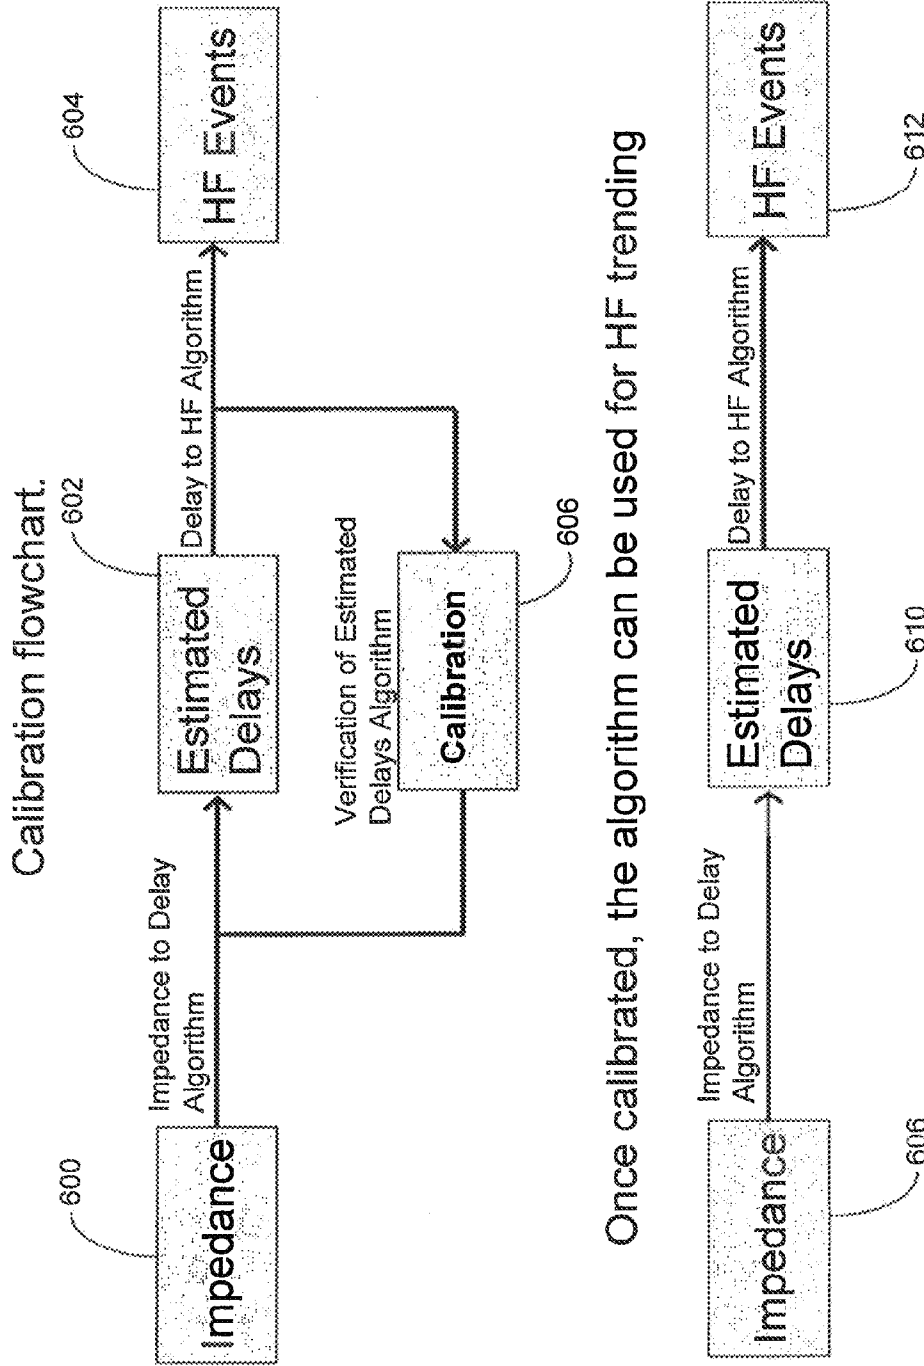 Calibration flowchart.
600
602
604
Impedance
Impedance to Delay
Algorithm
Estimated
Delays
Delay to HF Algorithm
HF Events
Verification of Estimated
Delays Algorithm
Calibration
606
Once calibrated, the algorithm can be used for HF trending
Impedance
Impedance to Delay
Algorithm
Estimated
Delays
Delay to HF Algorithm
HF Events
606
610
612